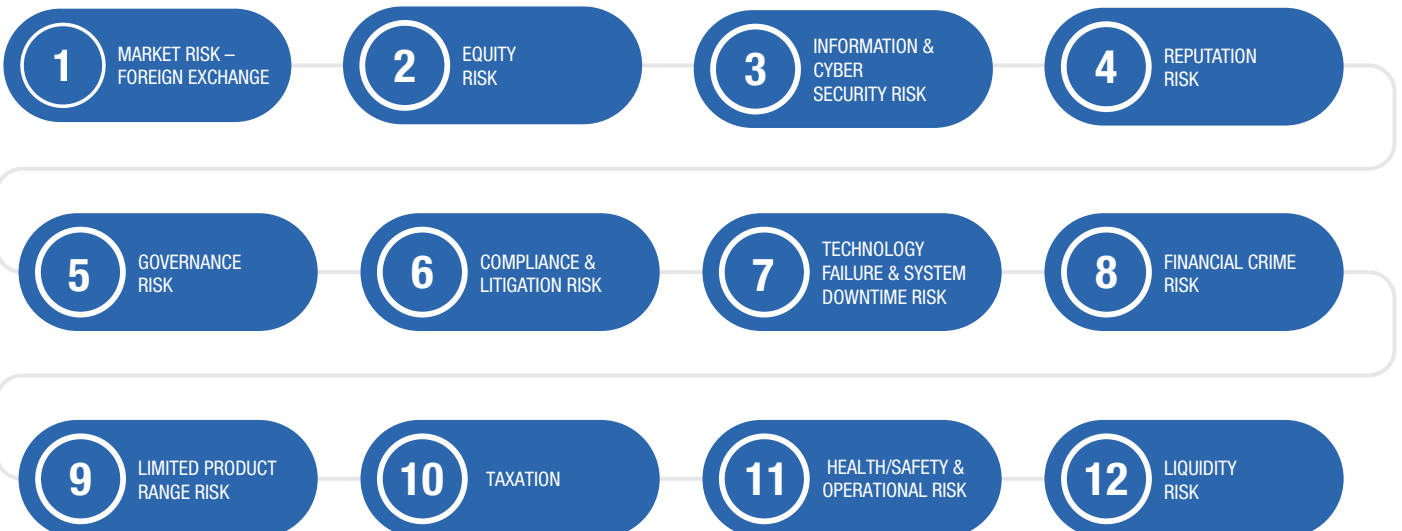 1
MARKET RISK –
FOREIGN EXCHANGE
2
EQUITY
RISK
3
INFORMATION &
CYBER
SECURITY RISK
4
REPUTATION
RISK
5
GOVERNANCE
RISK
6
COMPLIANCE &
LITIGATION RISK
7
TECHNOLOGY
FAILURE & SYSTEM
DOWNTIME RISK
8
FINANCIAL CRIME
RISK
9
LIMITED PRODUCT
RANGE RISK
10
TAXATION
11
HEALTH/SAFETY &
OPERATIONAL RISK
12
LIQUIDITY
RISK